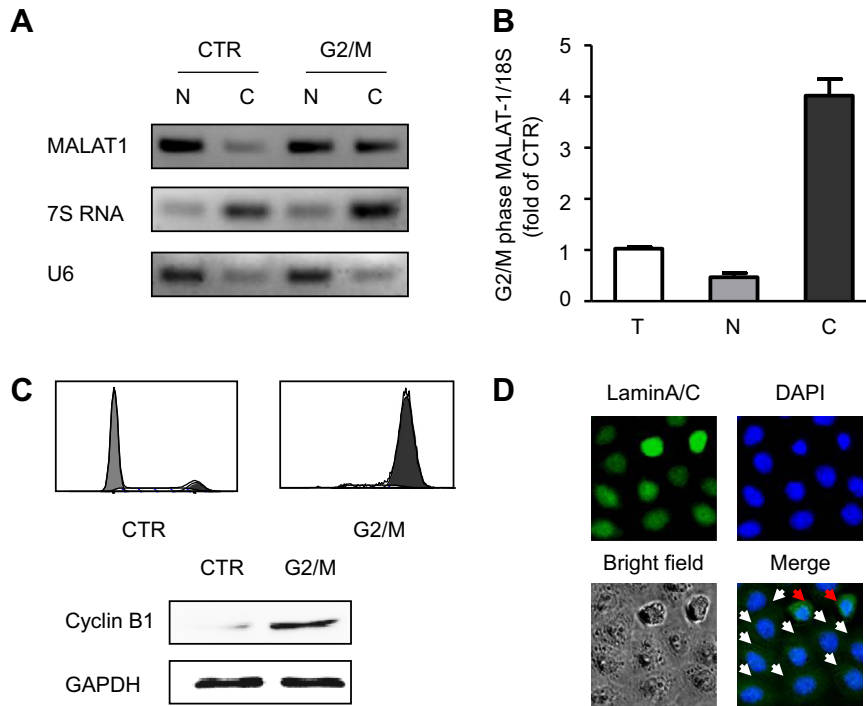 A
CTR G2/M
N C N C
MALAT1
7S RNA
U6
B
G2/M phase MALAT-1/18S
(fold of CTR)
5
4
3
2
1
0
T N C
C
CTR G2/M
CTR G2/M
Cyclin B1
GAPDH
D
LaminA/C DAPI
Bright field Merge